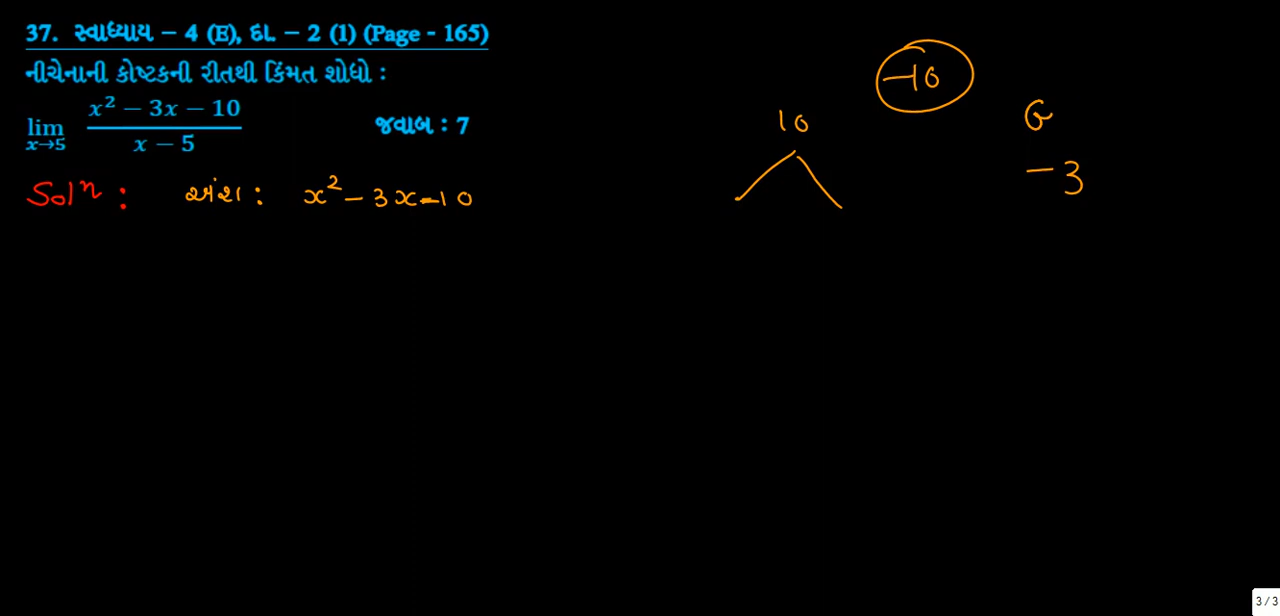 37. સ્વાધ્યાય – 4 (E), દા. – 2 (1) (Page - 165)
નીચેનાની કોષ્ટકની રીતથી કિંમત શોધો :
lim x→5 (x² − 3x − 10)/(x − 5) જવાબ : 7
Solⁿ : અંશ : x² − 3x − 10
−10
10
−3
3/3